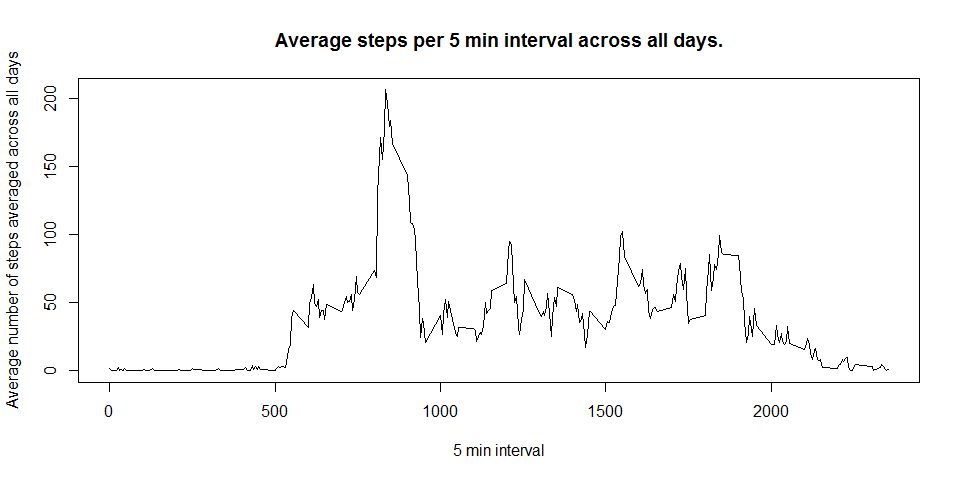 Average steps per 5 min interval across all days.
Average number of steps averaged across all days
200
150
100
50
0
0 500 1000 1500 2000
5 min interval